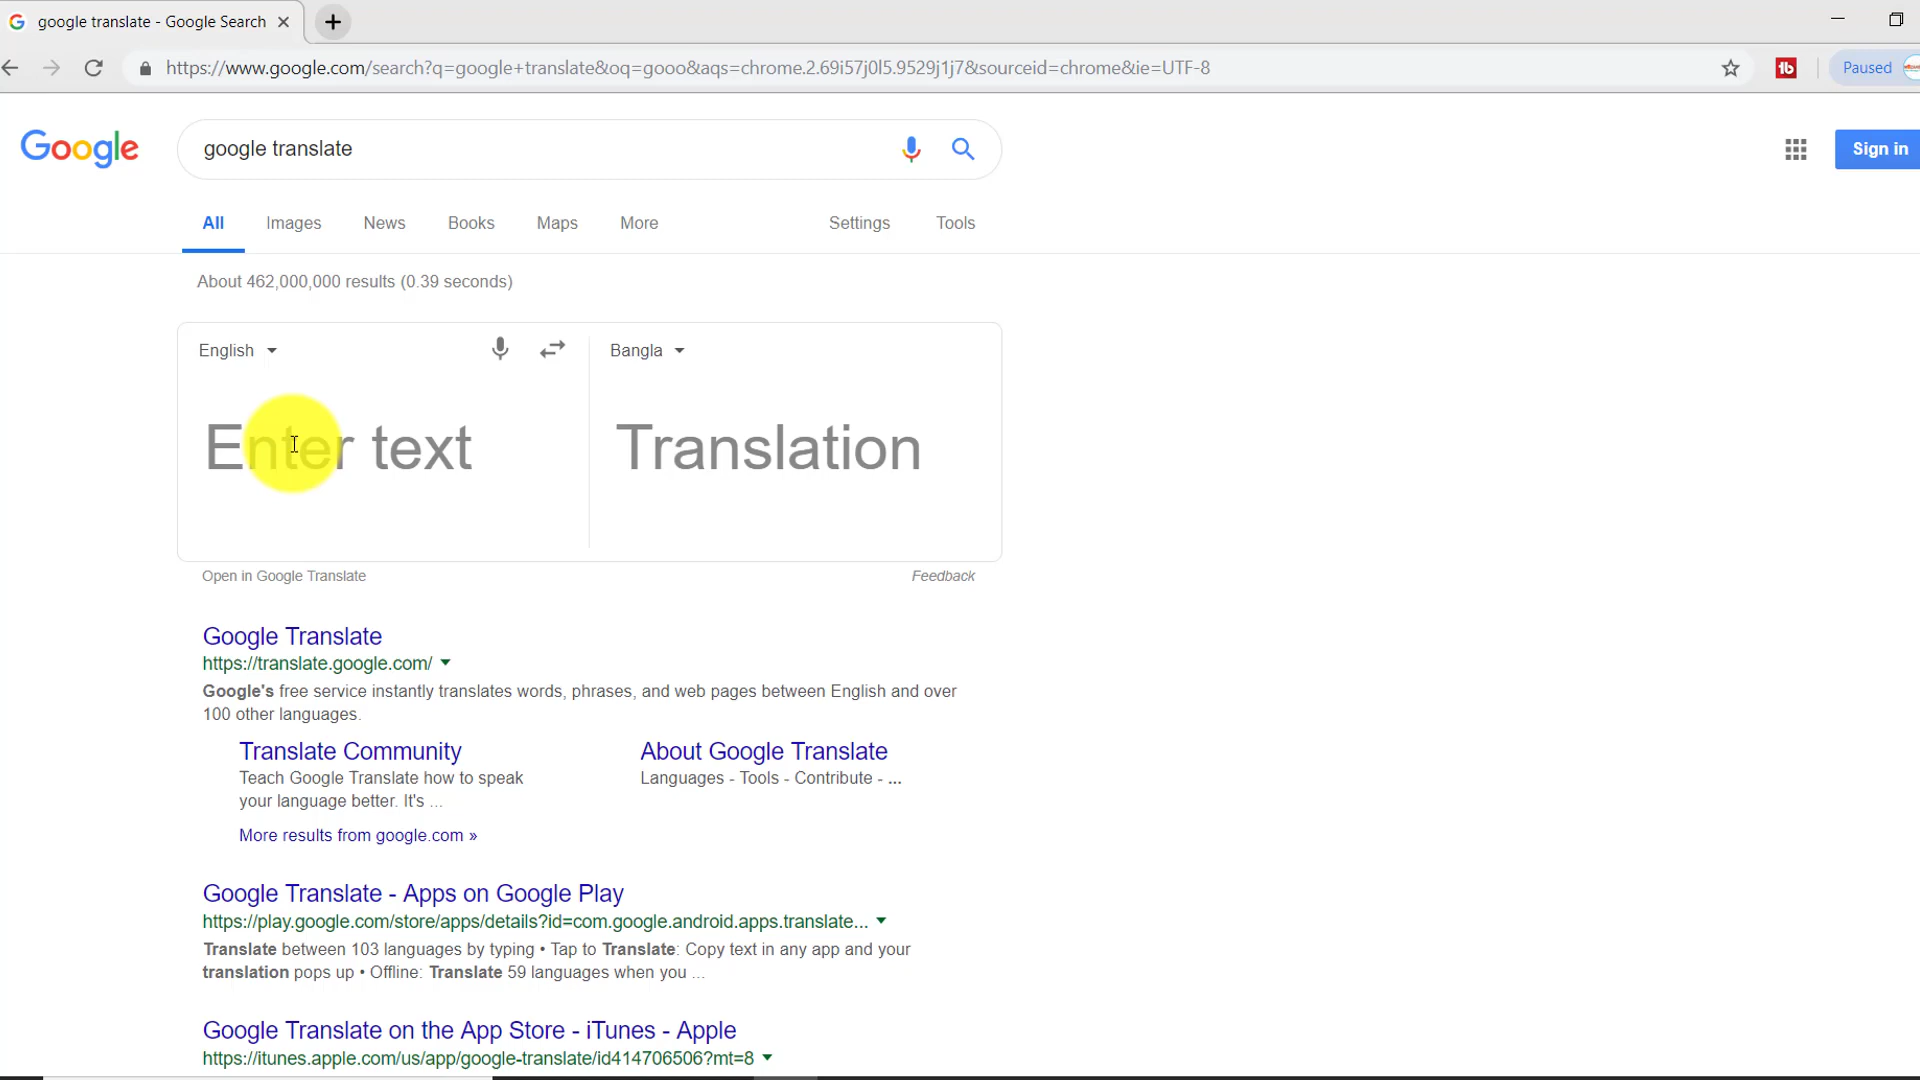 google translate - Google Search
https://www.google.com/search?q=google+translate&oq=gooo&aqs=chrome.2.69i57j0l5.9529j1j7&sourceid=chrome&ie=UTF-8
Paused
Google
google translate
Sign in
All Images News Books Maps More Settings Tools
About 462,000,000 results (0.39 seconds)
English
Bangla
Enter text
Translation
Open in Google Translate
Feedback
Google Translate
https://translate.google.com/
Google's free service instantly translates words, phrases, and web pages between English and over
100 other languages.
Translate Community
Teach Google Translate how to speak
your language better. It's ...
About Google Translate
Languages - Tools - Contribute - ...
More results from google.com »
Google Translate - Apps on Google Play
https://play.google.com/store/apps/details?id=com.google.android.apps.translate...
Translate between 103 languages by typing • Tap to Translate: Copy text in any app and your
translation pops up • Offline: Translate 59 languages when you ...
Google Translate on the App Store - iTunes - Apple
https://itunes.apple.com/us/app/google-translate/id414706506?mt=8